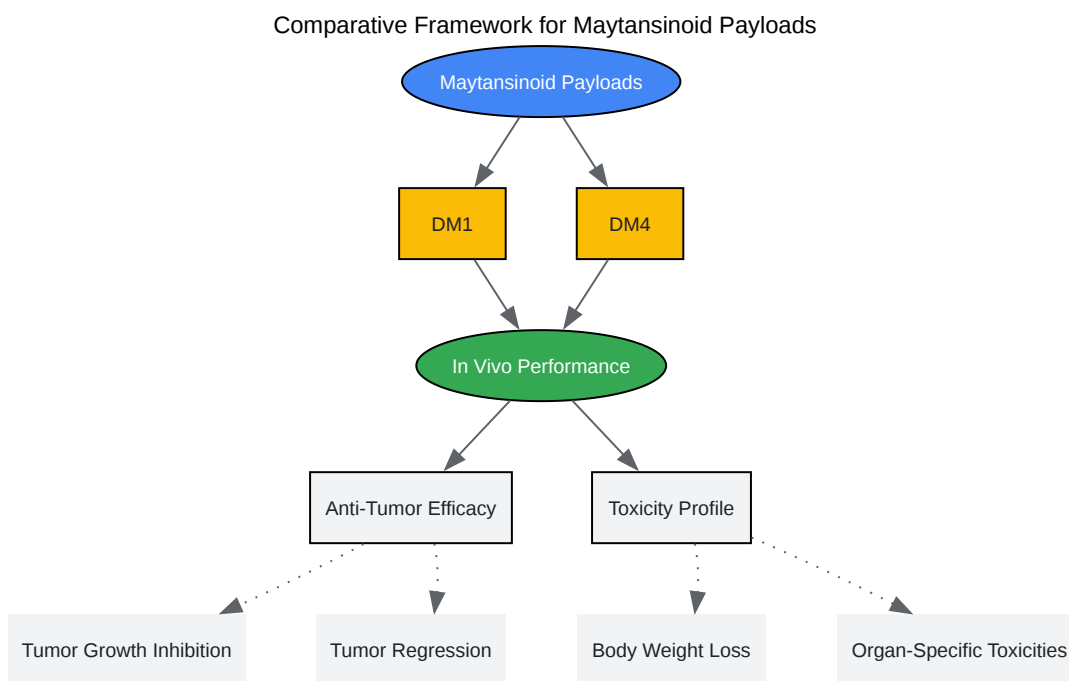 Comparative Framework for Maytansinoid Payloads
Maytansinoid Payloads
DM1
DM4
In Vivo Performance
Anti-Tumor Efficacy
Toxicity Profile
Tumor Growth Inhibition
Tumor Regression
Body Weight Loss
Organ-Specific Toxicities